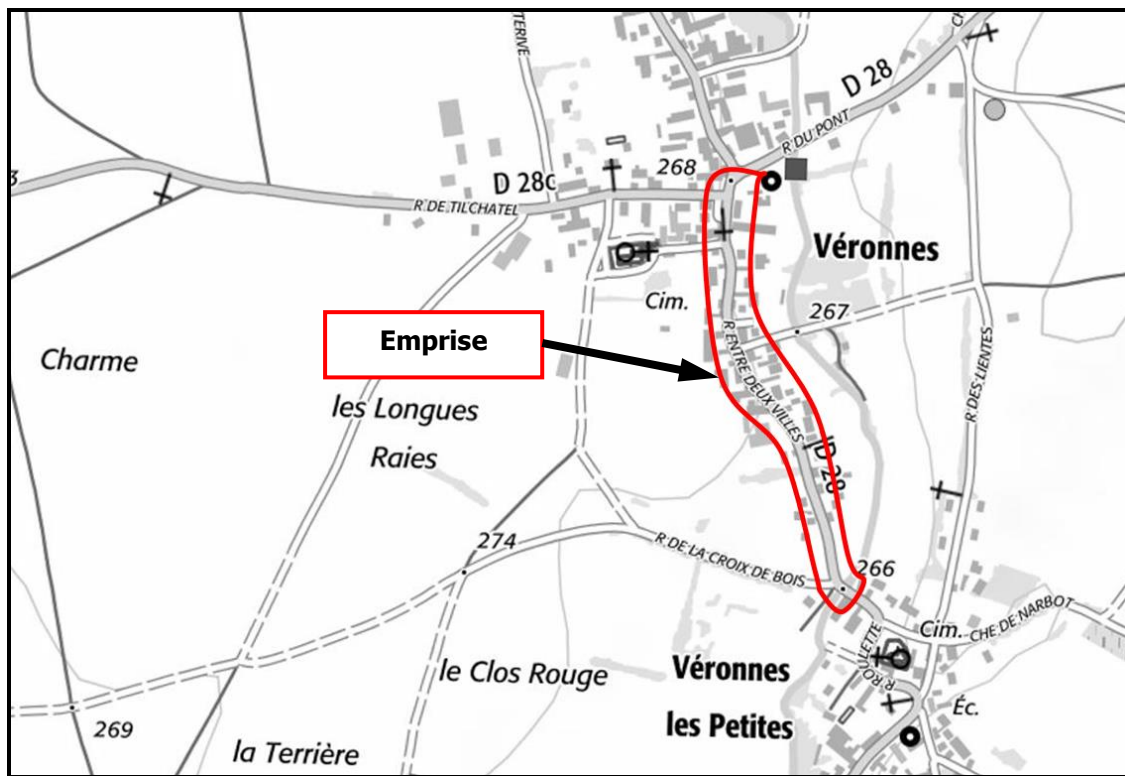 TERIVE
CH
D 28
R DU PONT
268
D 28c
R DE TILCHATEL
Véronnes
Cim.
267
Emprise
R ENTRE DEUX VILLES
R DES LIENTES
Charme
les Longues
Raies
D 28
274
R DE LA CROIX DE BOIS
266
Cim.
CHE DE NARBOT
R ROULETTE
le Clos Rouge
Véronnes
les Petites
Éc.
269
la Terrière